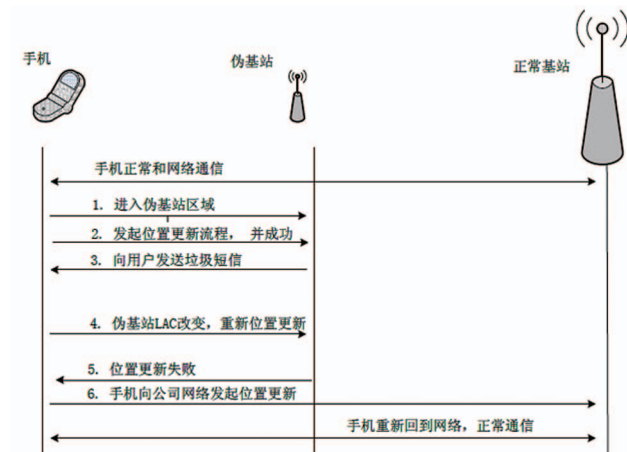 手机
伪基站
正常基站
手机正常和网络通信
1. 进入伪基站区域
2. 发起位置更新流程， 并成功
3. 向用户发送垃圾短信
4. 伪基站LAC改变，重新位置更新
5. 位置更新失败
6. 手机向公司网络发起位置更新
手机重新回到网络，正常通信